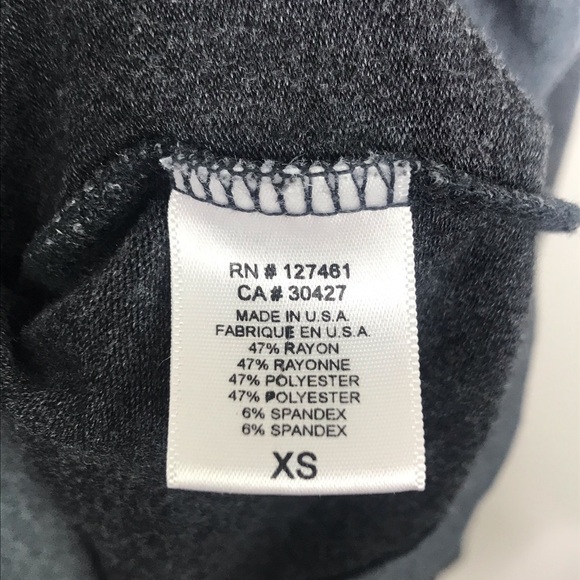 RN # 127461
CA # 30427
MADE IN U.S.A.
FABRIQUE EN U.S.A.
47% RAYON
47% RAYONNE
47% POLYESTER
47% POLYESTER
6% SPANDEX
6% SPANDEX
XS